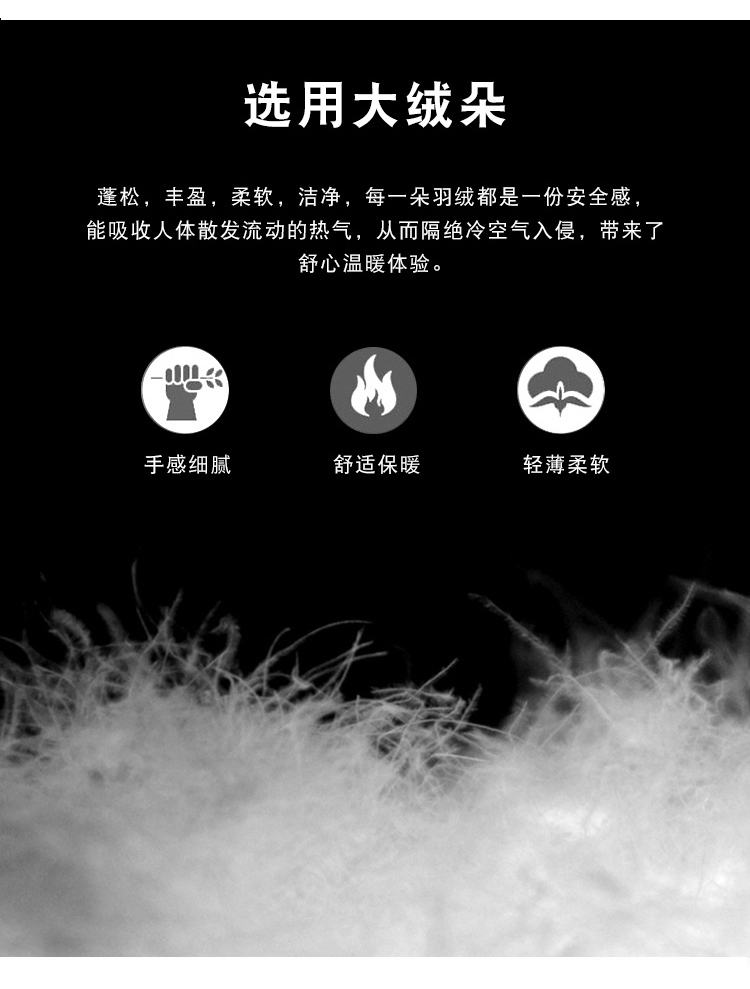 选用大绒朵
蓬松，丰盈，柔软，洁净，每一朵羽绒都是一份安全感，
能吸收人体散发流动的热气，从而隔绝冷空气入侵，带来了
舒心温暖体验。
手感细腻
舒适保暖
轻薄柔软